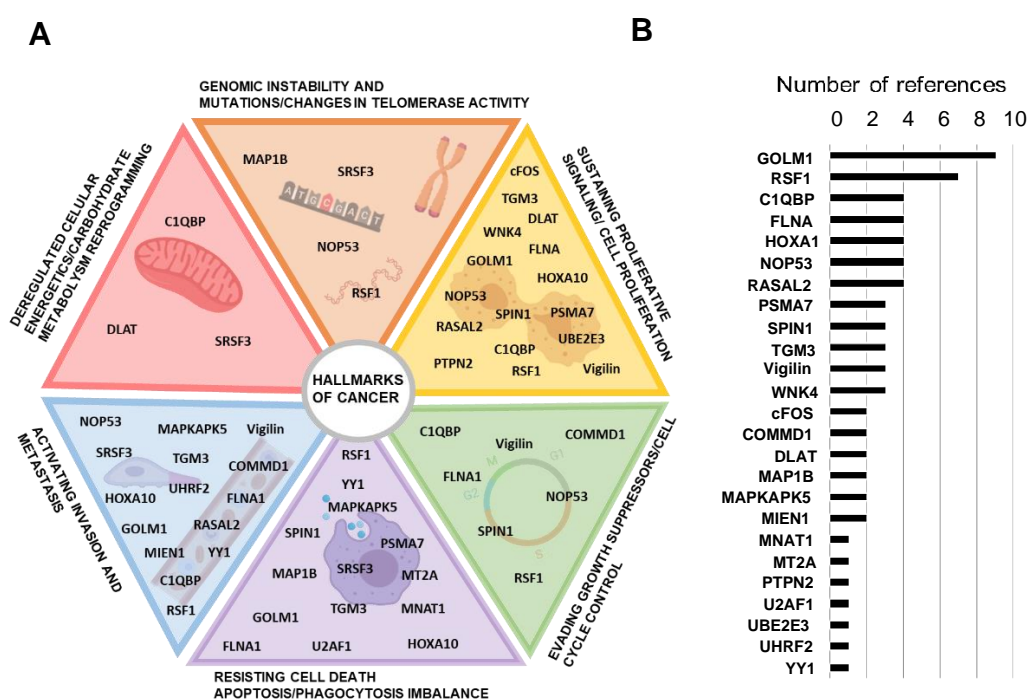 A
B
GENOMIC INSTABILITY AND
MUTATIONS/CHANGES IN TELOMERASE ACTIVITY
MAP1B
SRSF3
ATGCGACT
NOP53
RSF1
DEREGULATED CELLULAR
ENERGETICS/CARBOHYDRATE
METABOLISM REPROGRAMMING
C1QBP
DLAT
SRSF3
SUSTAINING PROLIFERATIVE
SIGNALING/ CELL PROLIFERATION
cFOS
TGM3
DLAT
WNK4
FLNA
GOLM1
HOXA10
NOP53
SPIN1
PSMA7
RASAL2
UBE2E3
C1QBP
PTPN2
RSF1
Vigilin
HALLMARKS
OF CANCER
ACTIVATING INVASION AND
METASTASIS
NOP53
MAPKAPK5
Vigilin
SRSF3
TGM3
COMMD1
UHRF2
HOXA10
FLNA1
GOLM1
RASAL2
MIEN1
YY1
C1QBP
RSF1
RSF1
YY1
MAPKAPK5
SPIN1
PSMA7
SRSF3
MAP1B
MT2A
TGM3
MNAT1
GOLM1
FLNA1
U2AF1
HOXA10
RESISTING CELL DEATH
APOPTOSIS/PHAGOCYTOSIS IMBALANCE
C1QBP
COMMD1
Vigilin
M
G1
FLNA1
G2
NOP53
SPIN1
S
RSF1
EVADING GROWTH SUPPRESSORS/CELL
CYCLE CONTROL
Number of references
0 2 4 6 8 10
GOLM1
RSF1
C1QBP
FLNA
HOXA1
NOP53
RASAL2
PSMA7
SPIN1
TGM3
Vigilin
WNK4
cFOS
COMMD1
DLAT
MAP1B
MAPKAPK5
MIEN1
MNAT1
MT2A
PTPN2
U2AF1
UBE2E3
UHRF2
YY1